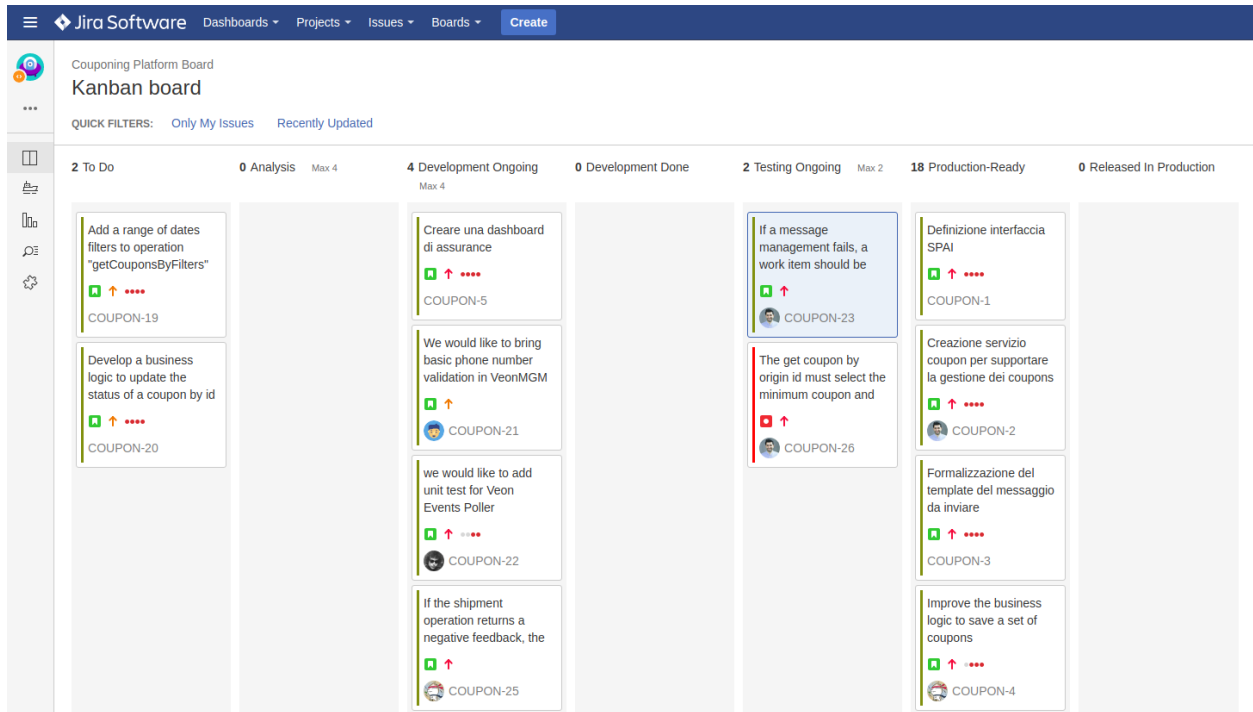 Jira Software Dashboards Projects Issues Boards Create
Couponing Platform Board
Kanban board
QUICK FILTERS: Only My Issues Recently Updated
2 To Do
0 Analysis Max 4
4 Development Ongoing
Max 4
0 Development Done
2 Testing Ongoing Max 2
18 Production-Ready
0 Released In Production
Add a range of dates
filters to operation
"getCouponsByFilters"
COUPON-19
Develop a business
logic to update the
status of a coupon by id
COUPON-20
Creare una dashboard
di assurance
COUPON-5
We would like to bring
basic phone number
validation in VeonMGM
COUPON-21
we would like to add
unit test for Veon
Events Poller
COUPON-22
If the shipment
operation returns a
negative feedback, the
COUPON-25
If a message
management fails, a
work item should be
COUPON-23
The get coupon by
origin id must select the
minimum coupon and
COUPON-26
Definizione interfaccia
SPAI
COUPON-1
Creazione servizio
coupon per supportare
la gestione dei coupons
COUPON-2
Formalizzazione del
template del messaggio
da inviare
COUPON-3
Improve the business
logic to save a set of
coupons
COUPON-4